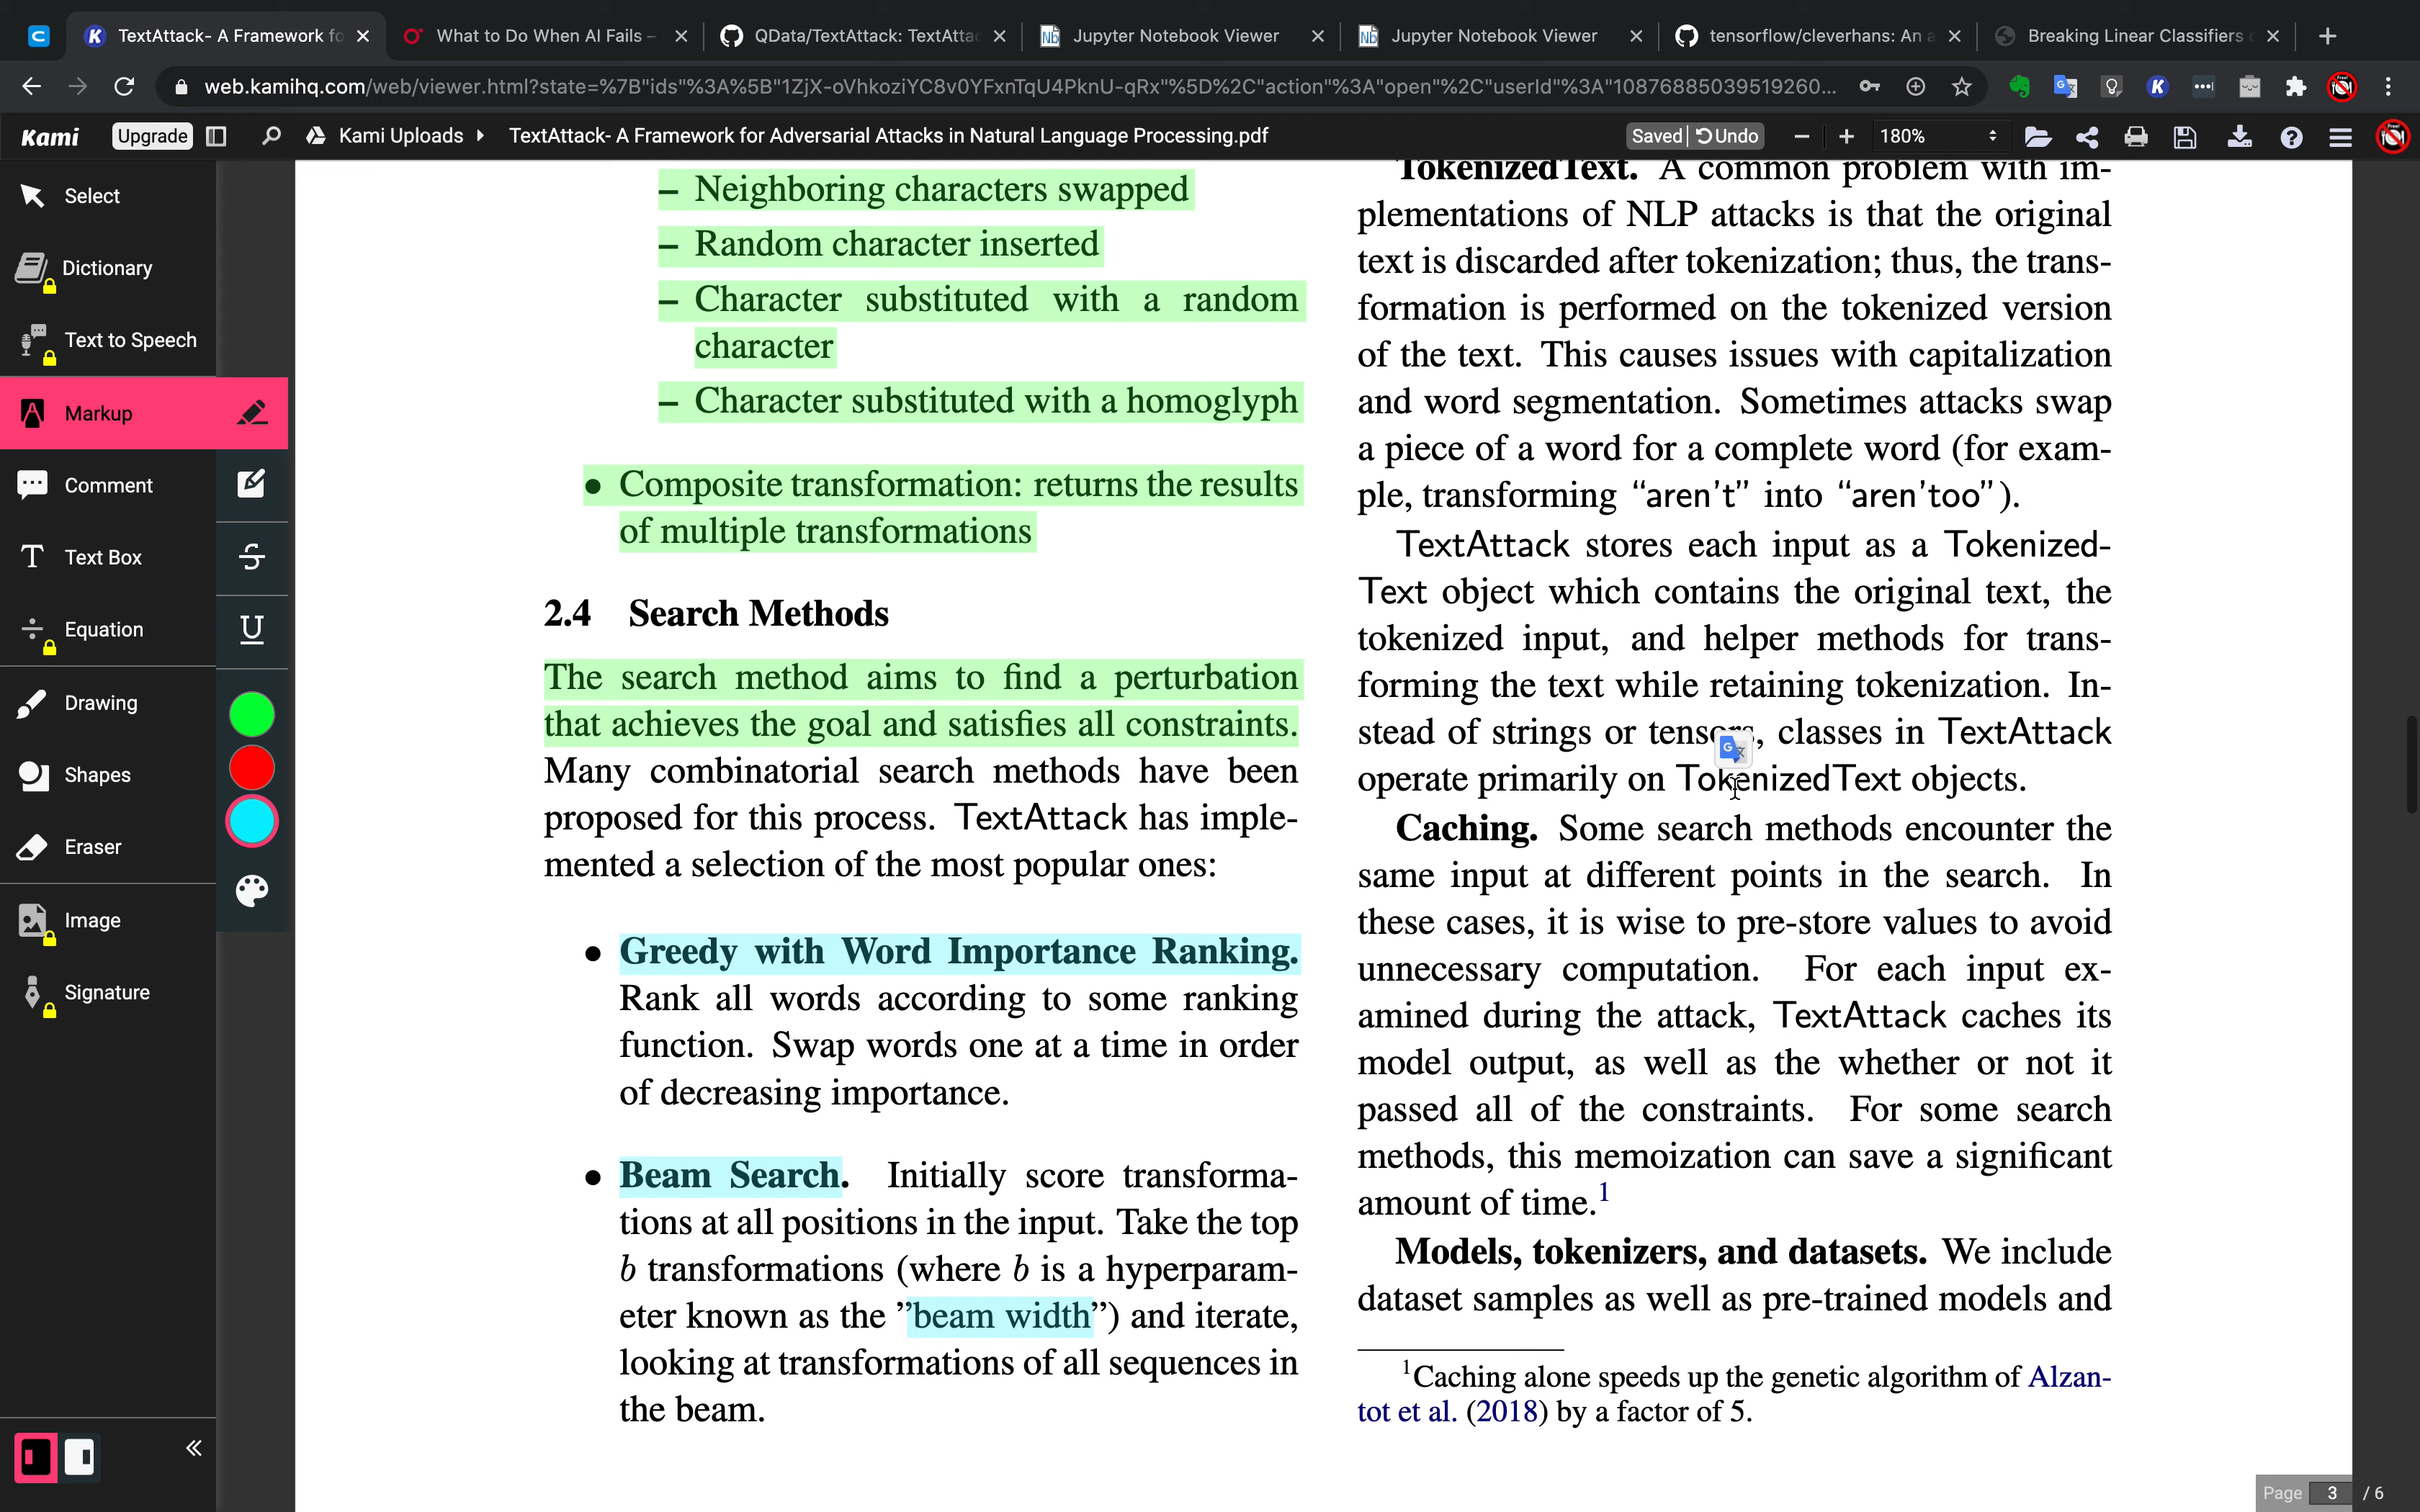 TextAttack- A Framework fo
What to Do When AI Fails –
QData/TextAttack: TextAttac
Jupyter Notebook Viewer
Jupyter Notebook Viewer
tensorflow/cleverhans: An a
Breaking Linear Classifiers
web.kamihq.com/web/viewer.html?state=%7B"ids"%3A%5B"1ZjX-oVhkoziYC8v0YFxnTqU4PknU-qRx"%5D%2C"action"%3A"open"%2C"userId"%3A"10876885039519260...
Kami Upgrade Kami Uploads TextAttack- A Framework for Adversarial Attacks in Natural Language Processing.pdf Saved Undo 180%
Select
Dictionary
Text to Speech
Markup
Comment
Text Box
Equation
Drawing
Shapes
Eraser
Image
Signature
– Neighboring characters swapped
– Random character inserted
– Character substituted with a random
character
– Character substituted with a homoglyph
• Composite transformation: returns the results
of multiple transformations
2.4 Search Methods
The search method aims to find a perturbation
that achieves the goal and satisfies all constraints.
Many combinatorial search methods have been
proposed for this process. TextAttack has imple-
mented a selection of the most popular ones:
• Greedy with Word Importance Ranking.
Rank all words according to some ranking
function. Swap words one at a time in order
of decreasing importance.
• Beam Search. Initially score transforma-
tions at all positions in the input. Take the top
b transformations (where b is a hyperparam-
eter known as the ”beam width”) and iterate,
looking at transformations of all sequences in
the beam.
TokenizedText. A common problem with im-
plementations of NLP attacks is that the original
text is discarded after tokenization; thus, the trans-
formation is performed on the tokenized version
of the text. This causes issues with capitalization
and word segmentation. Sometimes attacks swap
a piece of a word for a complete word (for exam-
ple, transforming “aren’t” into “aren’too”).
TextAttack stores each input as a Tokenized-
Text object which contains the original text, the
tokenized input, and helper methods for trans-
forming the text while retaining tokenization. In-
stead of strings or tensors, classes in TextAttack
operate primarily on TokenizedText objects.
Caching. Some search methods encounter the
same input at different points in the search. In
these cases, it is wise to pre-store values to avoid
unnecessary computation. For each input ex-
amined during the attack, TextAttack caches its
model output, as well as the whether or not it
passed all of the constraints. For some search
methods, this memoization can save a significant
amount of time.1
Models, tokenizers, and datasets. We include
dataset samples as well as pre-trained models and
1Caching alone speeds up the genetic algorithm of Alzan-
tot et al. (2018) by a factor of 5.
Page 3 / 6